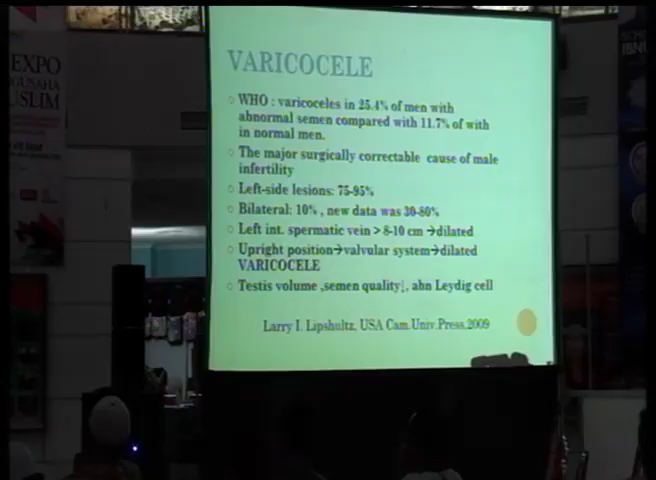 VARICOCELE
WHO : varicoceles in 25.4% of men with
abnormal semen compared with 11.7% of with
in normal men.
The major surgically correctable cause of male
infertility
Left-side lesions: 75-95%
Bilateral: 10% , new data was 30-80%
Left int. spermatic vein > 8-10 cm →dilated
Upright position→valvular system→dilated
VARICOCELE
Testis volume ,semen quality↓, abn Leydig cell
Larry I. Lipshultz, USA Cam.Univ.Press.2009
EXPO